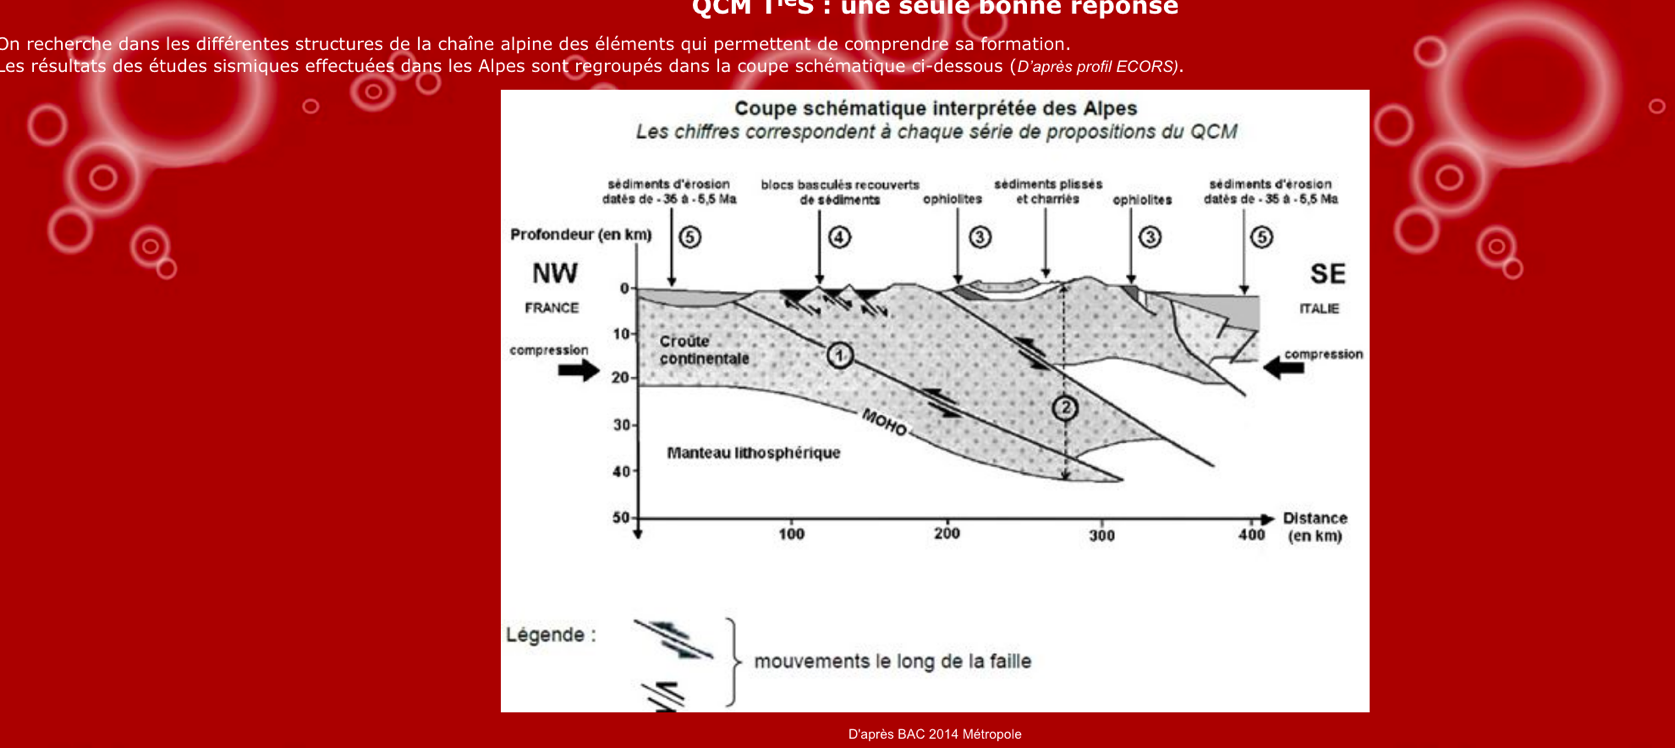 QCM TleS : une seule bonne réponse
On recherche dans les différentes structures de la chaîne alpine des éléments qui permettent de comprendre sa formation.
Les résultats des études sismiques effectuées dans les Alpes sont regroupés dans la coupe schématique ci-dessous (D'après profil ECORS).
Coupe schématique interprétée des Alpes
Les chiffres correspondent à chaque série de propositions du QCM
sédiments d'érosion
datés de - 35 à - 5,5 Ma
blocs basculés recouverts
de sédiments
ophiolites
sédiments plissés
et charriés
ophiolites
sédiments d'érosion
datés de - 35 à - 5,5 Ma
Profondeur (en km)
5
4
3
3
5
NW
SE
FRANCE
ITALIE
0
10
20
30
40
50
compression
compression
Croûte
continentale
1
2
MOHO
Manteau lithosphérique
100
200
300
400
Distance
(en km)
Légende :
mouvements le long de la faille
D'après BAC 2014 Métropole